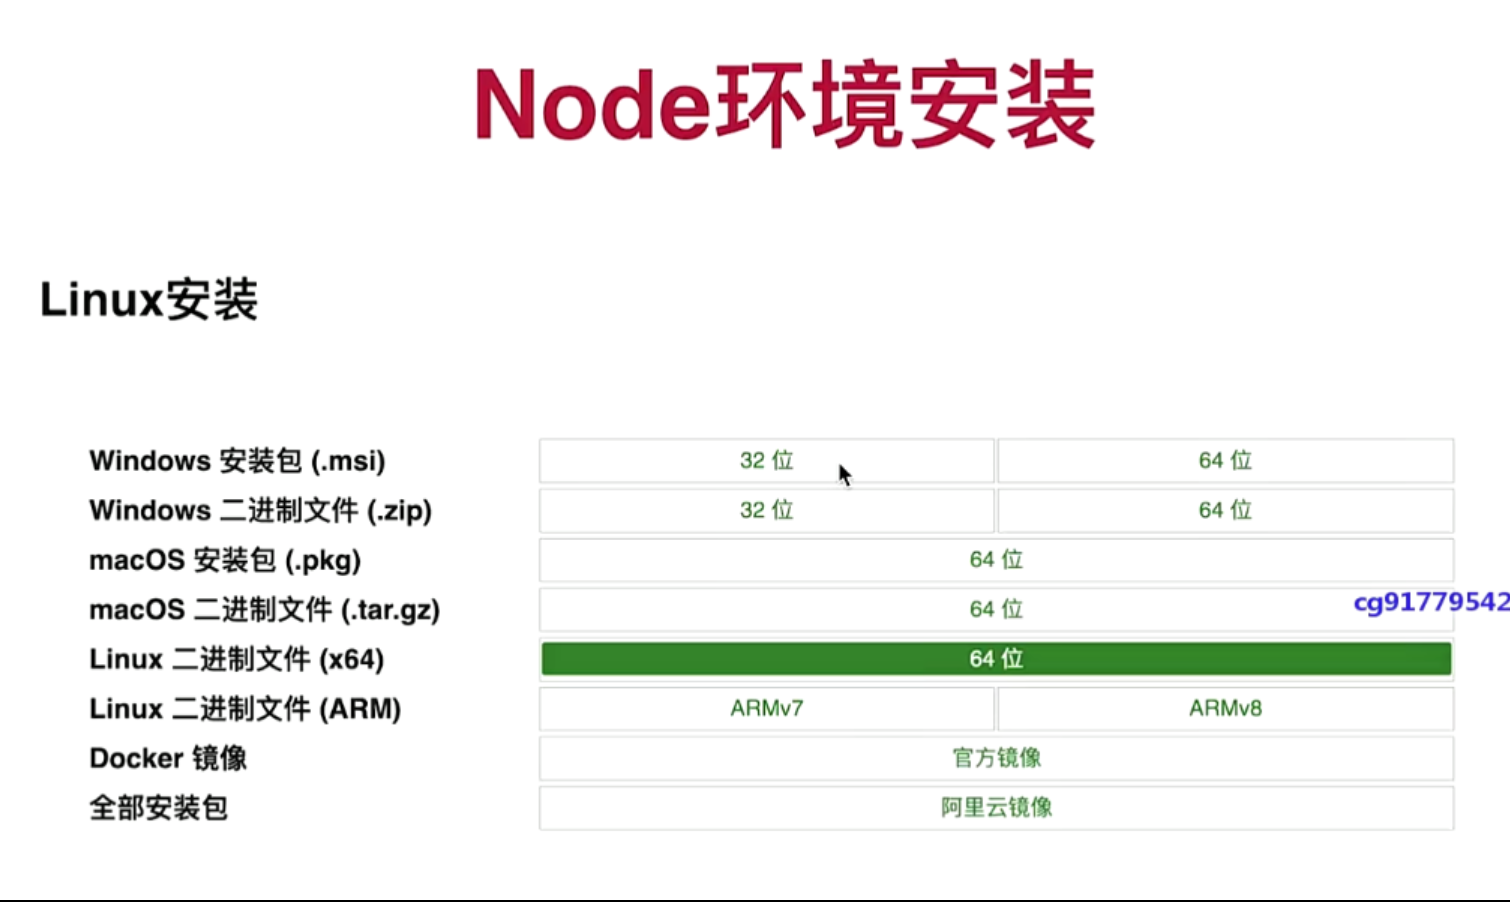 Node环境安装
Linux安装
Windows 安装包 (.msi) 32 位 64 位
Windows 二进制文件 (.zip) 32 位 64 位
macOS 安装包 (.pkg) 64 位
macOS 二进制文件 (.tar.gz) 64 位
cg91779542
Linux 二进制文件 (x64) 64 位
Linux 二进制文件 (ARM) ARMv7 ARMv8
Docker 镜像 官方镜像
全部安装包 阿里云镜像